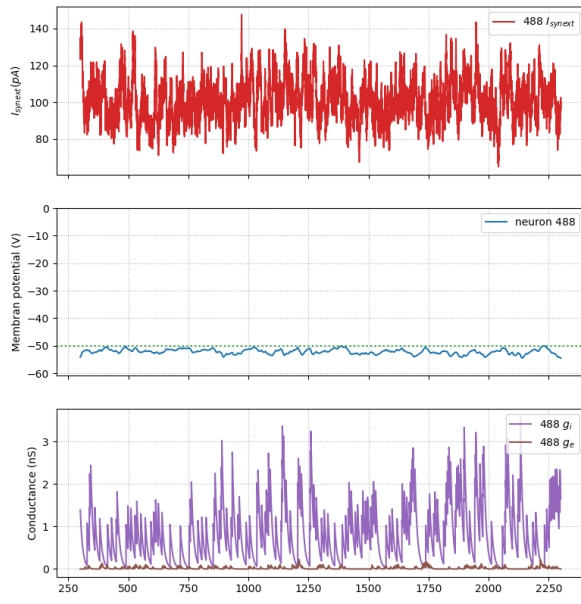 488 I_synext
I_synext(pA)
140
120
100
80
neuron 488
Membran potential (V)
0
−10
−20
−30
−40
−50
−60
488 g_i
488 g_e
Conductance (nS)
3
2
1
0
250 500 750 1000 1250 1500 1750 2000 2250